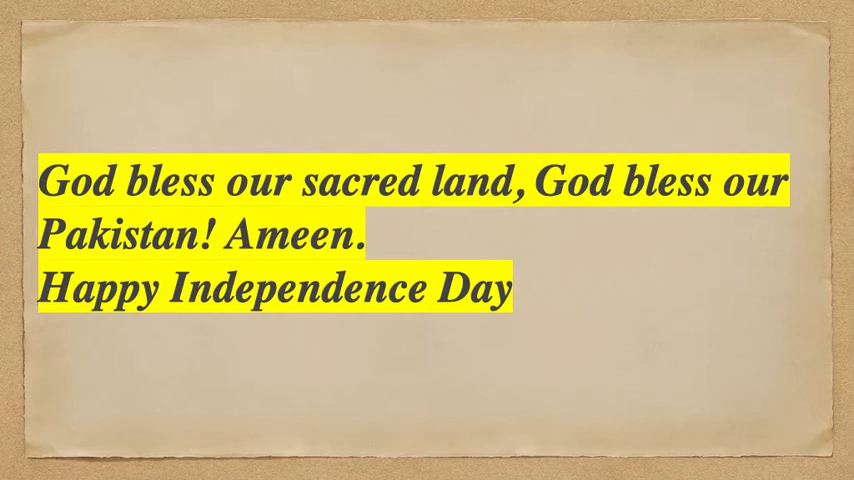 God bless our sacred land, God bless our
Pakistan! Ameen.
Happy Independence Day